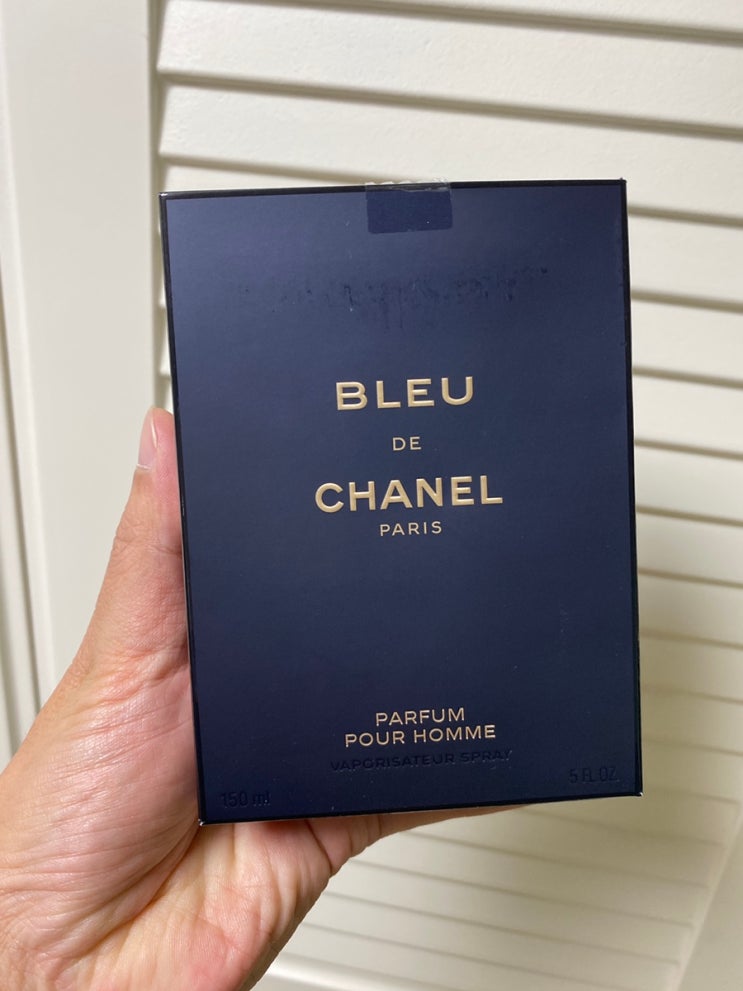 BLEU
DE
CHANEL
PARIS
PARFUM
POUR HOMME
VAPORISATEUR SPRAY
150 ml
5 FL.OZ.